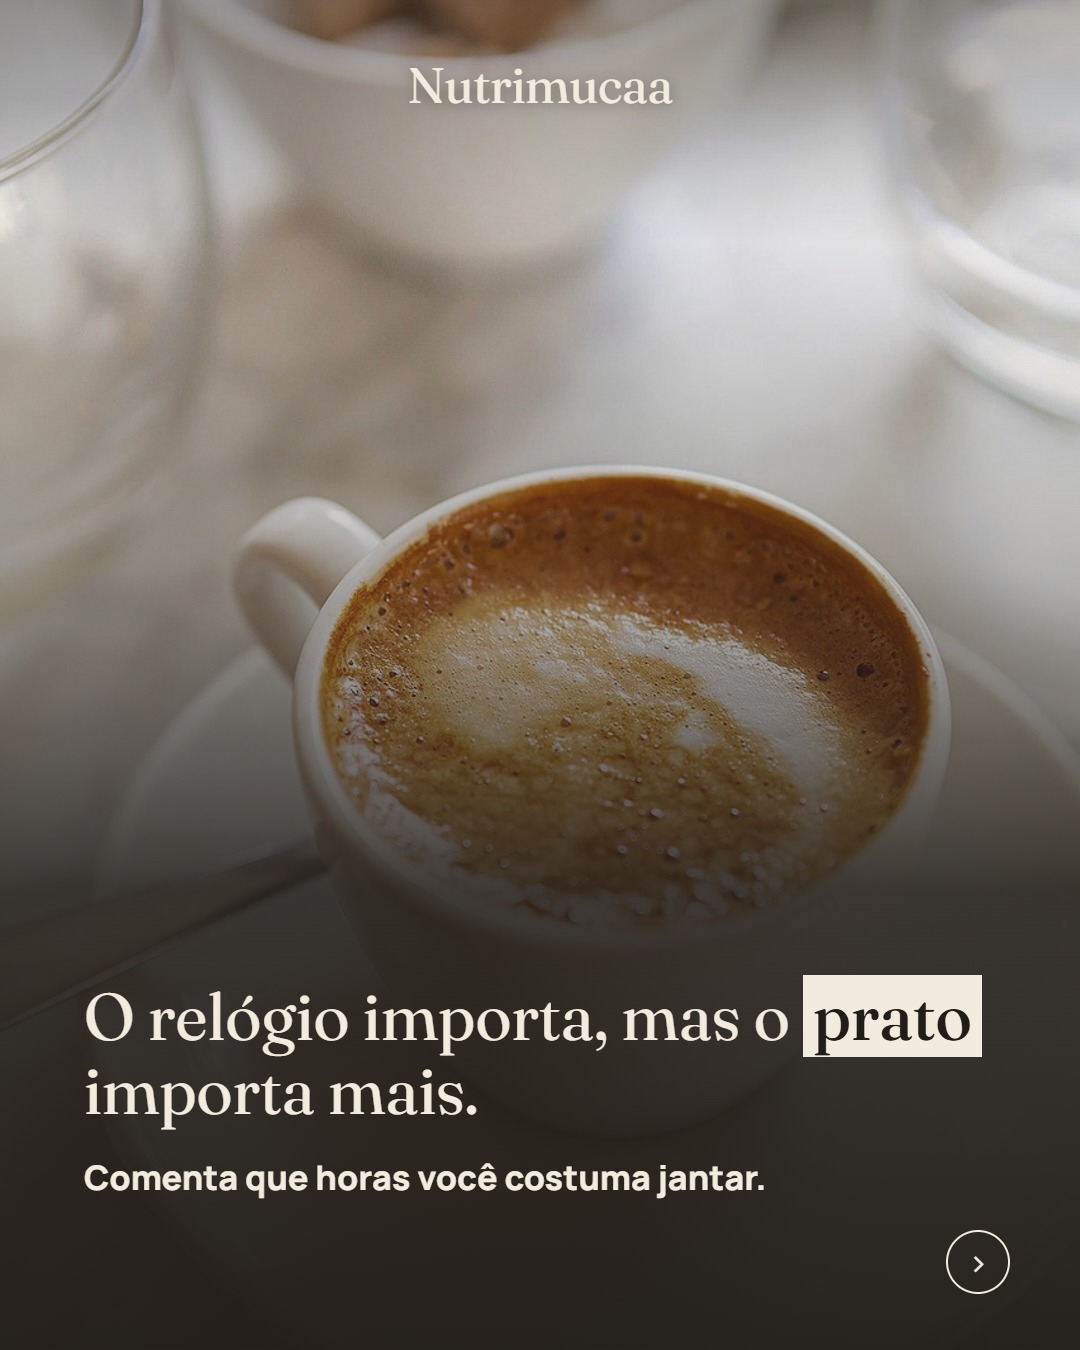 Nutrimucaa
O relógio importa, mas o prato
importa mais.
Comenta que horas você costuma jantar.